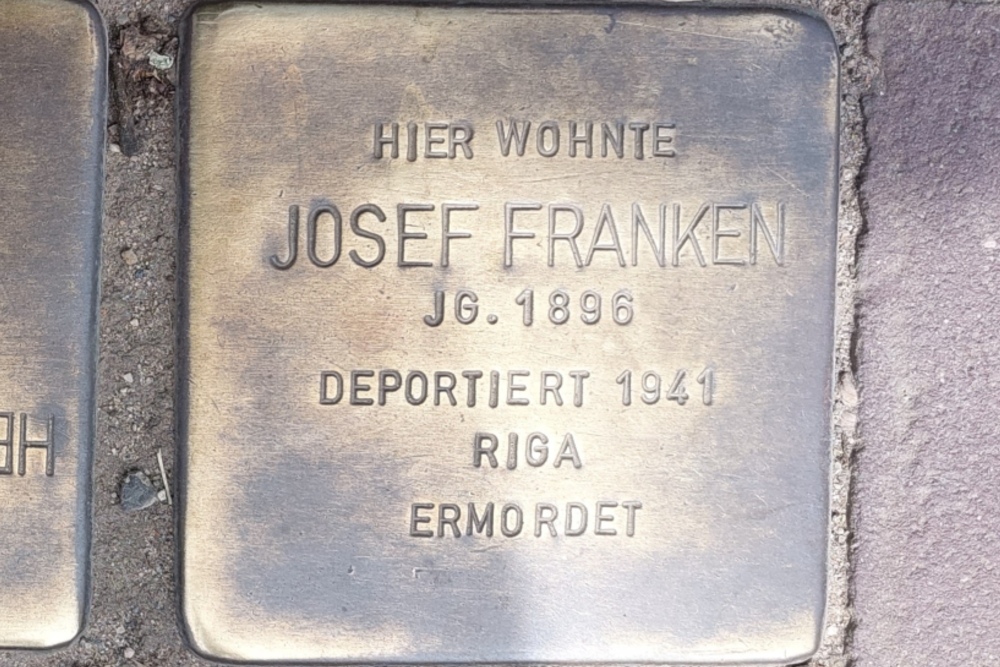 HIER WOHNTE
JOSEF FRANKEN
JG. 1896
DEPORTIERT 1941
RIGA
ERMORDET